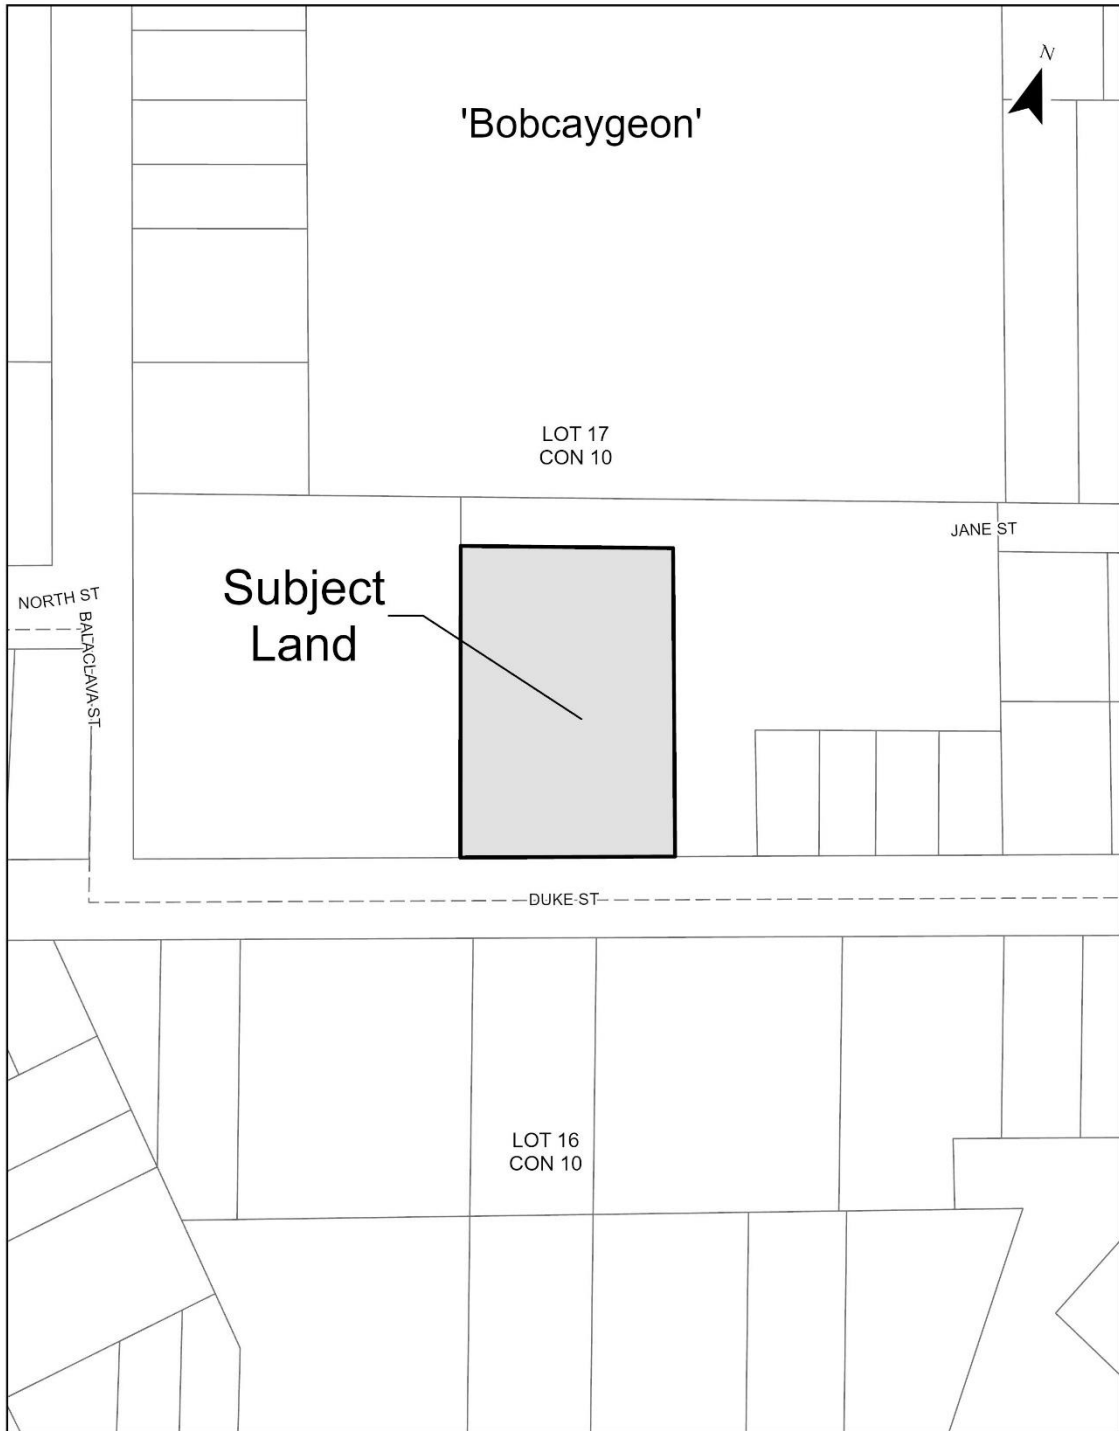 N
'Bobcaygeon'
LOT 17
CON 10
JANE ST
Subject
Land
NORTH ST
BALACLAVA ST
DUKE ST
LOT 16
CON 10